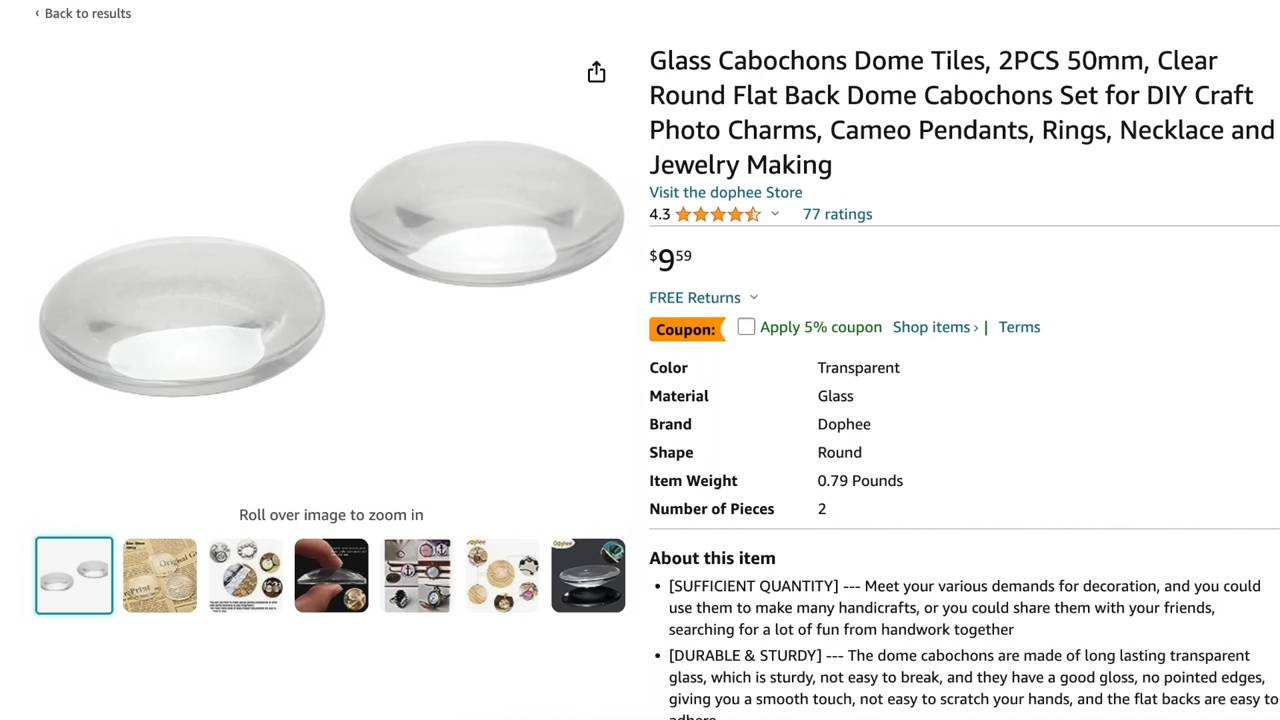 ‹ Back to results
Glass Cabochons Dome Tiles, 2PCS 50mm, Clear
Round Flat Back Dome Cabochons Set for DIY Craft
Photo Charms, Cameo Pendants, Rings, Necklace and
Jewelry Making
Visit the dophee Store
4.3
77 ratings
$9 59
FREE Returns
Coupon: Apply 5% coupon Shop items › | Terms
Color Transparent
Material Glass
Brand Dophee
Shape Round
Item Weight 0.79 Pounds
Number of Pieces 2
Roll over image to zoom in
About this item
• [SUFFICIENT QUANTITY] --- Meet your various demands for decoration, and you could
use them to make many handicrafts, or you could share them with your friends,
searching for a lot of fun from handwork together
• [DURABLE & STURDY] --- The dome cabochons are made of long lasting transparent
glass, which is sturdy, not easy to break, and they have a good gloss, no pointed edges,
giving you a smooth touch, not easy to scratch your hands, and the flat backs are easy to
adhere